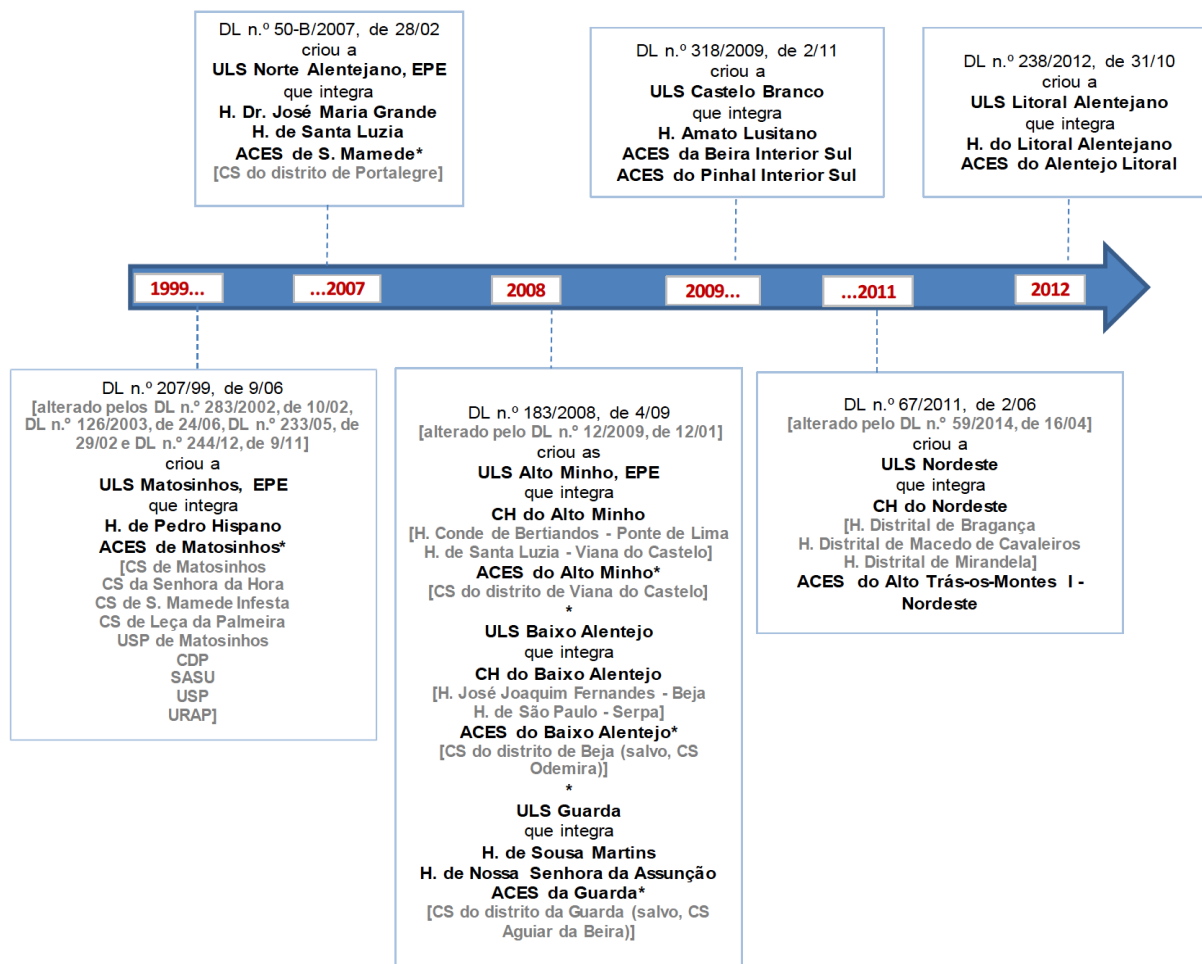 DL n.º 50-B/2007, de 28/02
criou a
ULS Norte Alentejano, EPE
que integra
H. Dr. José Maria Grande
H. de Santa Luzia
ACES de S. Mamede*
[CS do distrito de Portalegre]
DL n.º 318/2009, de 2/11
criou a
ULS Castelo Branco
que integra
H. Amato Lusitano
ACES da Beira Interior Sul
ACES do Pinhal Interior Sul
DL n.º 238/2012, de 31/10
criou a
ULS Litoral Alentejano
que integra
H. do Litoral Alentejano
ACES do Alentejo Litoral
1999...
...2007
2008
2009...
...2011
2012
DL n.º 207/99, de 9/06
[alterado pelos DL n.º 283/2002, de 10/02,
DL n.º 126/2003, de 24/06, DL n.º 233/05, de
29/02 e DL n.º 244/12, de 9/11]
criou a
ULS Matosinhos, EPE
que integra
H. de Pedro Hispano
ACES de Matosinhos*
[CS de Matosinhos
CS da Senhora da Hora
CS de S. Mamede Infesta
CS de Leça da Palmeira
USP de Matosinhos
CDP
SASU
USP
URAP]
DL n.º 183/2008, de 4/09
[alterado pelo DL n.º 12/2009, de 12/01]
criou as
ULS Alto Minho, EPE
que integra
CH do Alto Minho
[H. Conde de Bertiandos - Ponte de Lima
H. de Santa Luzia - Viana do Castelo]
ACES do Alto Minho*
[CS do distrito de Viana do Castelo]
*
ULS Baixo Alentejo
que integra
CH do Baixo Alentejo
[H. José Joaquim Fernandes - Beja
H. de São Paulo - Serpa]
ACES do Baixo Alentejo*
[CS do distrito de Beja (salvo, CS
Odemira)]
*
ULS Guarda
que integra
H. de Sousa Martins
H. de Nossa Senhora da Assunção
ACES da Guarda*
[CS do distrito da Guarda (salvo, CS
Aguiar da Beira)]
DL n.º 67/2011, de 2/06
[alterado pelo DL n.º 59/2014, de 16/04]
criou a
ULS Nordeste
que integra
CH do Nordeste
[H. Distrital de Bragança
H. Distrital de Macedo de Cavaleiros
H. Distrital de Mirandela]
ACES do Alto Trás-os-Montes I -
Nordeste